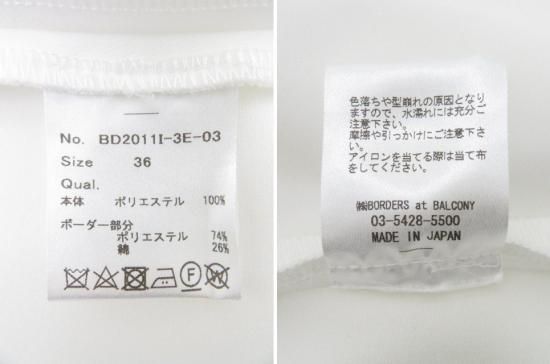 No. BD2011I-3E-03
Size 36
Qual.
本体 ポリエステル 100%
ボーダー部分
ポリエステル 74%
綿 26%
色落ちや型崩れの原因となり
ますので、水濡れには充分ご
注意下さい。
摩擦や引っかけにご注意下さ
い。
アイロンを当てる際は当て布
をしてください。
㈱BORDERS at BALCONY
03-5428-5500
MADE IN JAPAN